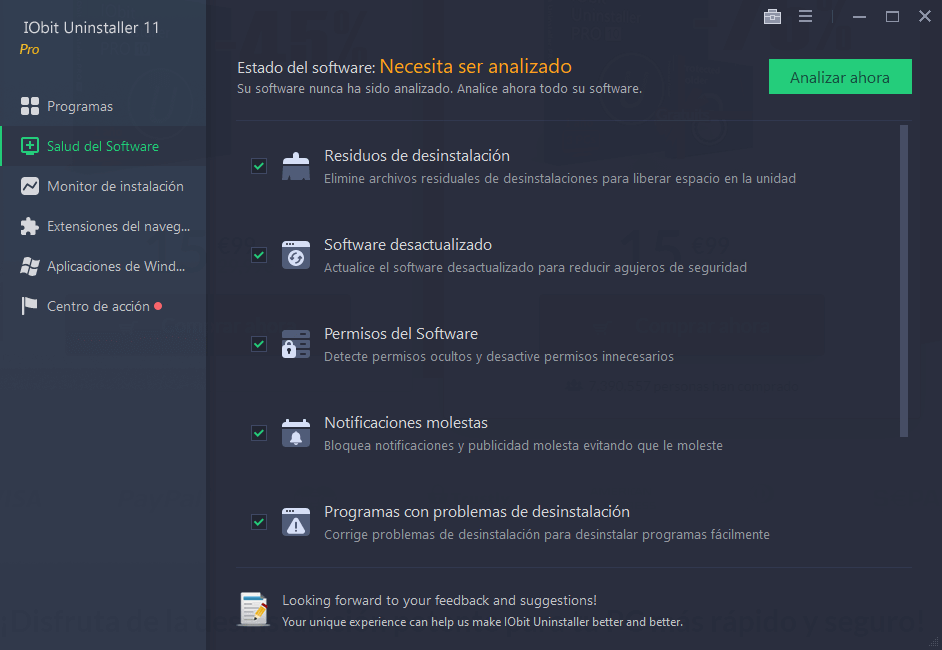 IObit Uninstaller 11
Pro
Programas
Salud del Software
Monitor de instalación
Extensiones del naveg...
Aplicaciones de Wind...
Centro de acción
Estado del software: Necesita ser analizado
Su software nunca ha sido analizado. Analice ahora todo su software.
Analizar ahora
Residuos de desinstalación
Elimine archivos residuales de desinstalaciones para liberar espacio en la unidad
Software desactualizado
Actualice el software desactualizado para reducir agujeros de seguridad
Permisos del Software
Detecte permisos ocultos y desactive permisos innecesarios
Notificaciones molestas
Bloquea notificaciones y publicidad molesta evitando que le moleste
Programas con problemas de desinstalación
Corrige problemas de desinstalación para desinstalar programas fácilmente
Looking forward to your feedback and suggestions!
Your unique experience can help us make IObit Uninstaller better and better.